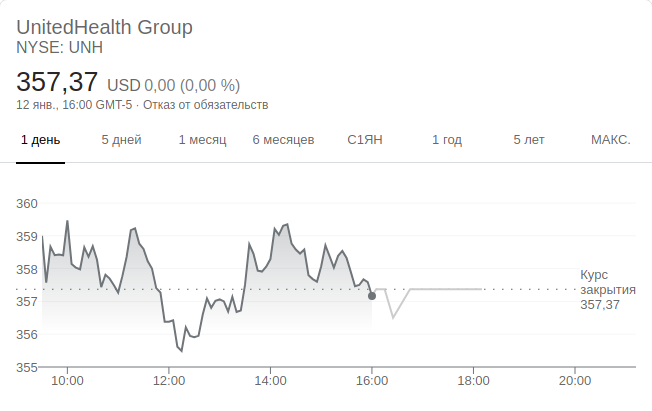 UnitedHealth Group
NYSE: UNH
357,37 USD 0,00 (0,00 %)
12 янв., 16:00 GMT-5 · Отказ от обязательств
1 день 5 дней 1 месяц 6 месяцев С1ЯН 1 год 5 лет МАКС.
360
359
358
357
356
355
Курс
закрытия
357,37
10:00 12:00 14:00 16:00 18:00 20:00